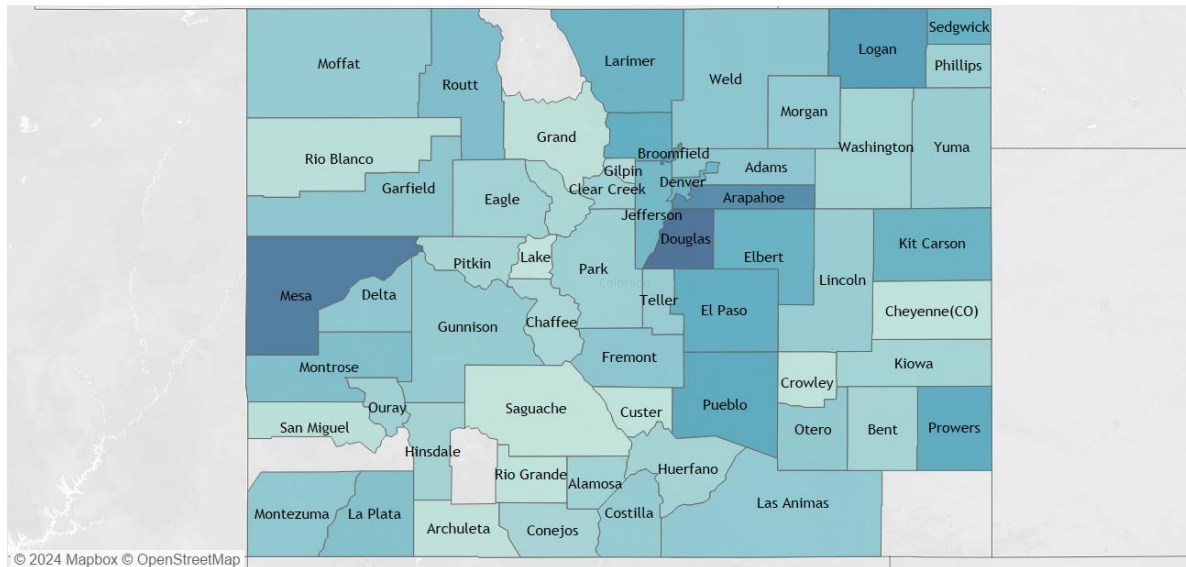 Sedgwick
Logan
Larimer
Moffat
Phillips
Weld
Routt
Morgan
Grand
Washington
Yuma
Broomfield
Rio Blanco
Gilpin
Adams
Denver
Garfield
Clear Creek
Eagle
Arapahoe
Jefferson
Douglas
Kit Carson
Lake
Elbert
Pitkin
Park
Lincoln
Mesa
Delta
Colorado
Teller
El Paso
Cheyenne(CO)
Chaffee
Gunnison
Fremont
Kiowa
Montrose
Crowley
Pueblo
Ouray
Saguache
Custer
San Miguel
Otero
Bent
Prowers
Hinsdale
Huerfano
Rio Grande
Alamosa
Las Animas
Montezuma
La Plata
Costilla
Archuleta
Conejos
© 2024 Mapbox © OpenStreetMap